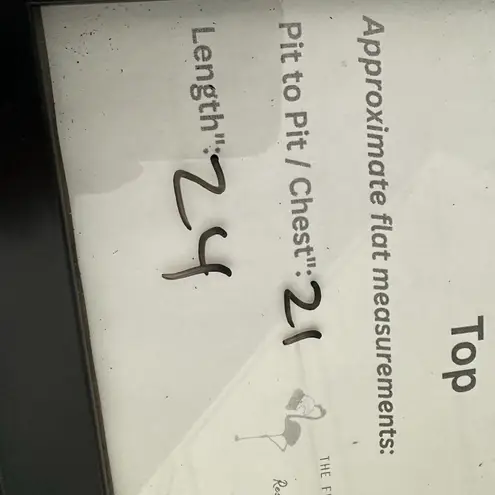 Top
Approximate flat measurements:
Pit to Pit / Chest": 21
Length": 24
THE